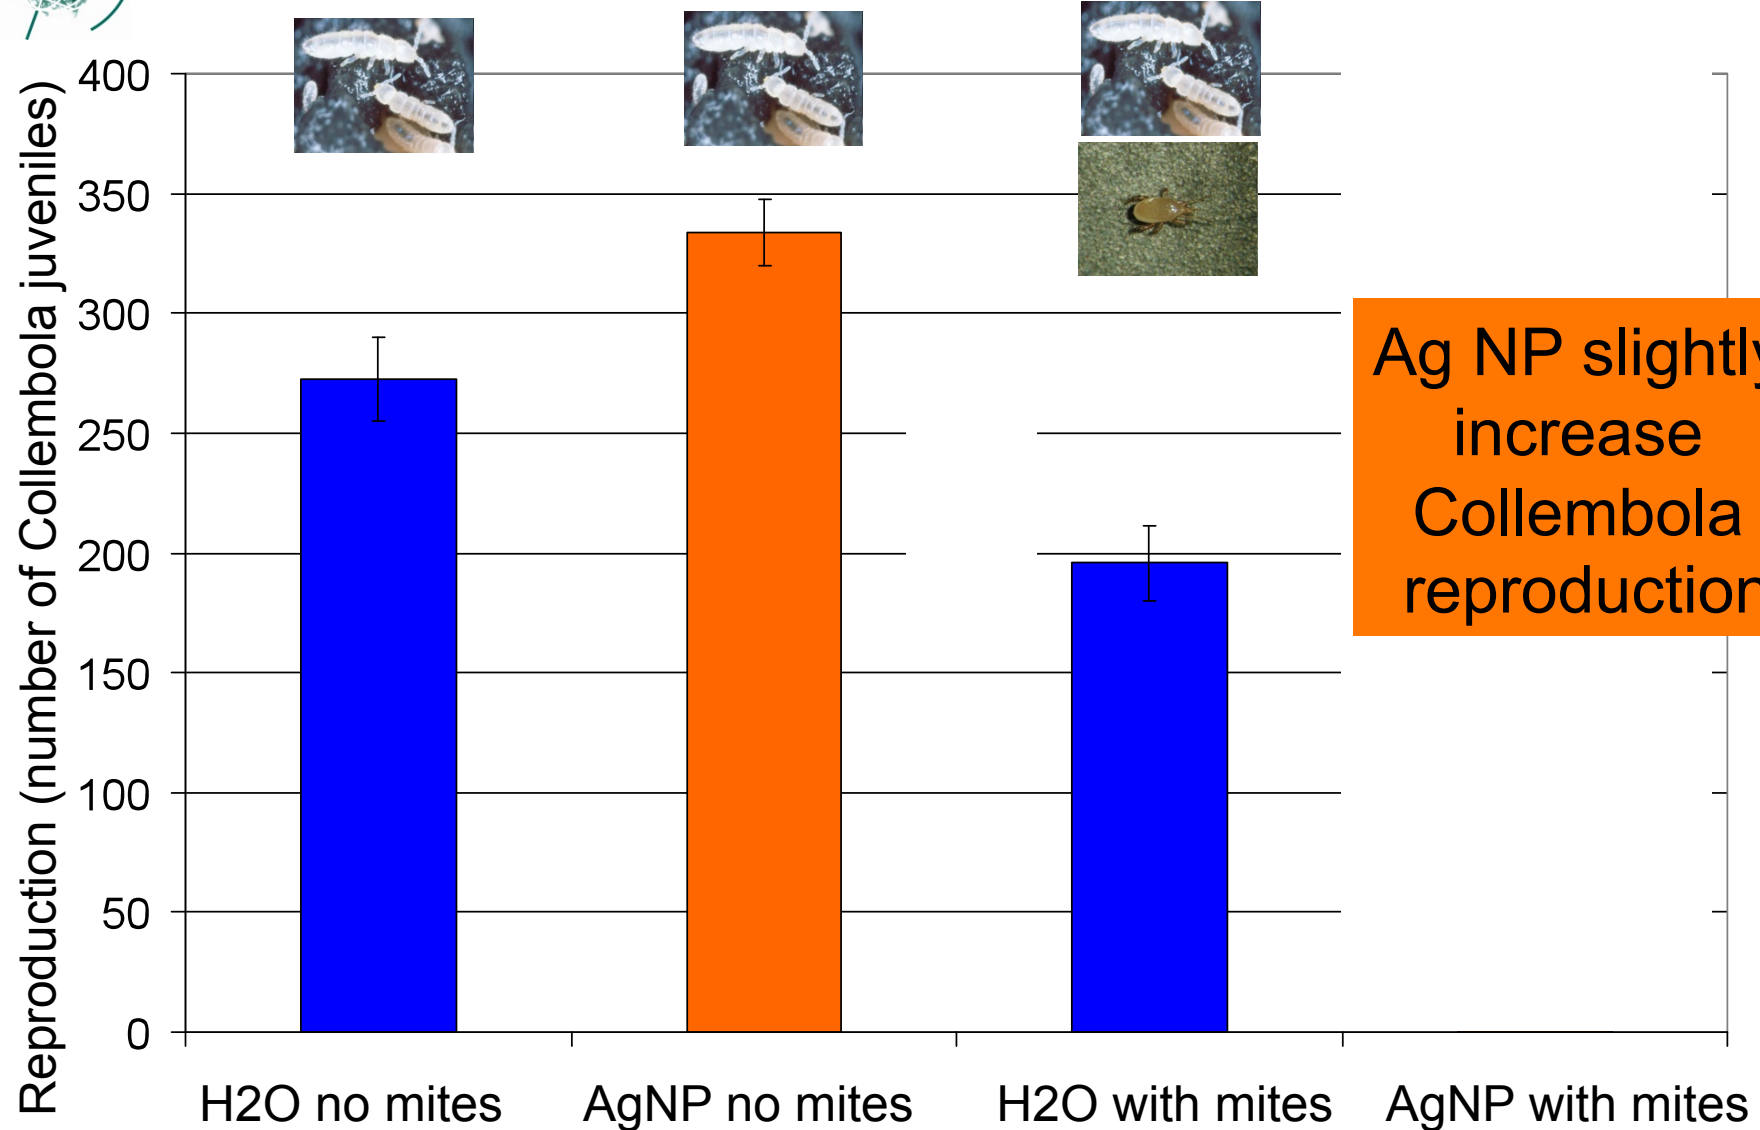 Reproduction (number of Collembola juveniles)
400
350
300
250
200
150
100
50
0
Ag NP slightly
increase
Collembola
reproduction
H2O no mites
AgNP no mites
H2O with mites
AgNP with mites